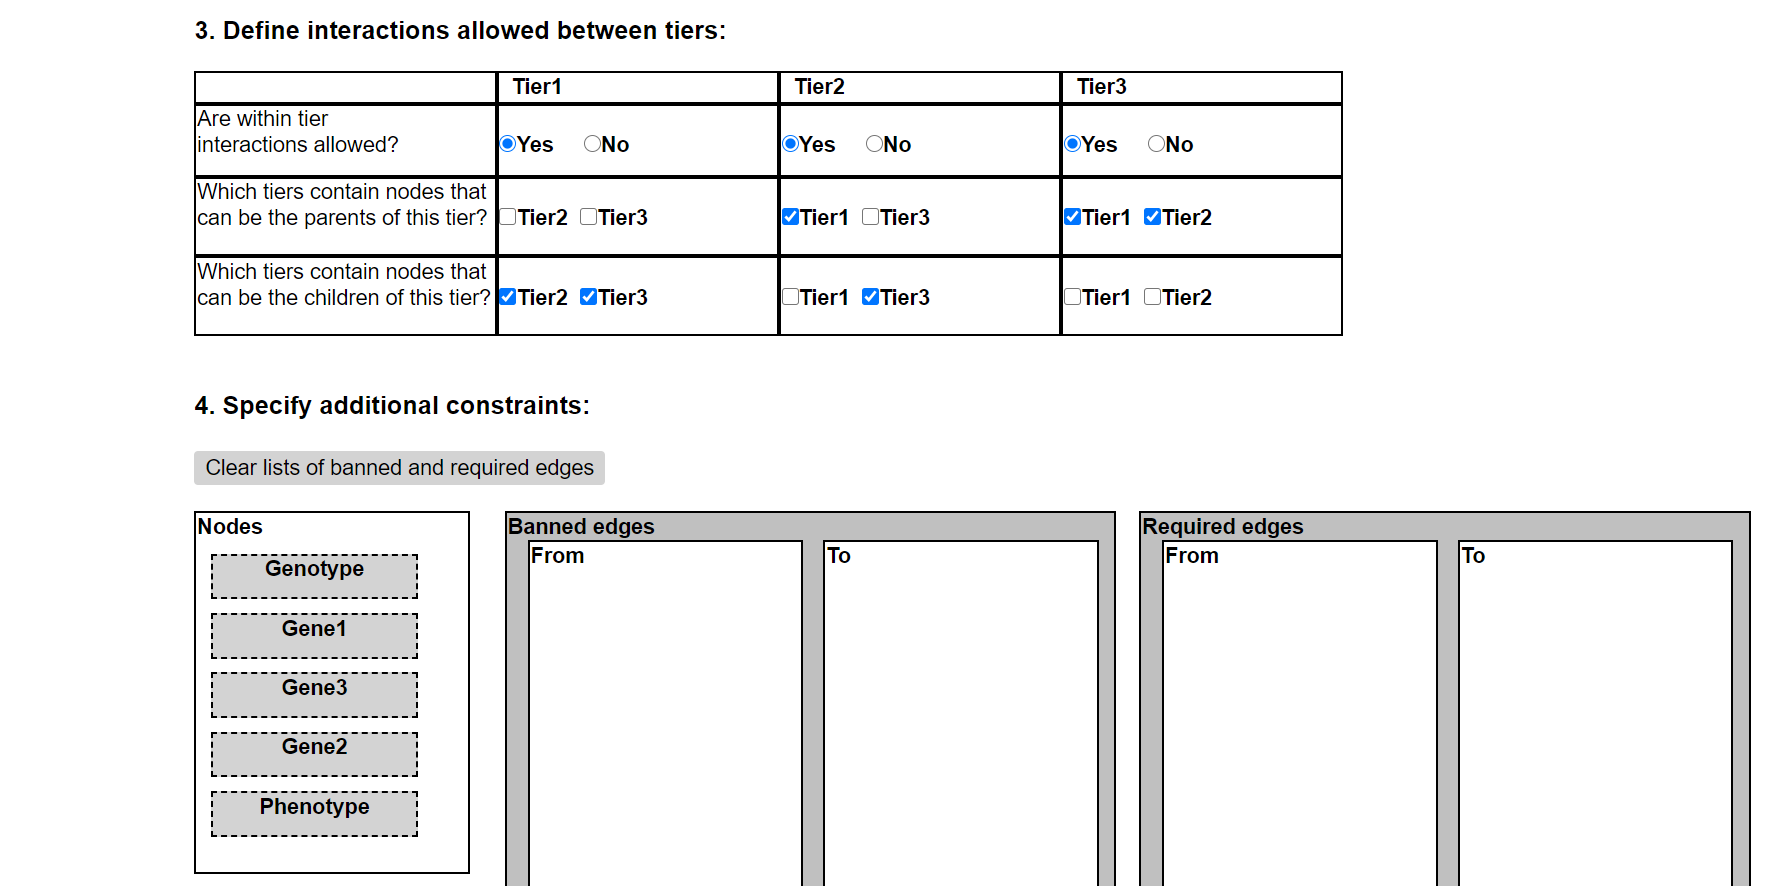 3. Define interactions allowed between tiers:
Tier1 Tier2 Tier3
Are within tier
interactions allowed?
Yes No Yes No Yes No
Which tiers contain nodes that
can be the parents of this tier?
Tier2 Tier3 Tier1 Tier3 Tier1 Tier2
Which tiers contain nodes that
can be the children of this tier?
Tier2 Tier3 Tier1 Tier3 Tier1 Tier2
4. Specify additional constraints:
Clear lists of banned and required edges
Nodes
Genotype
Gene1
Gene3
Gene2
Phenotype
Banned edges
From To
Required edges
From To